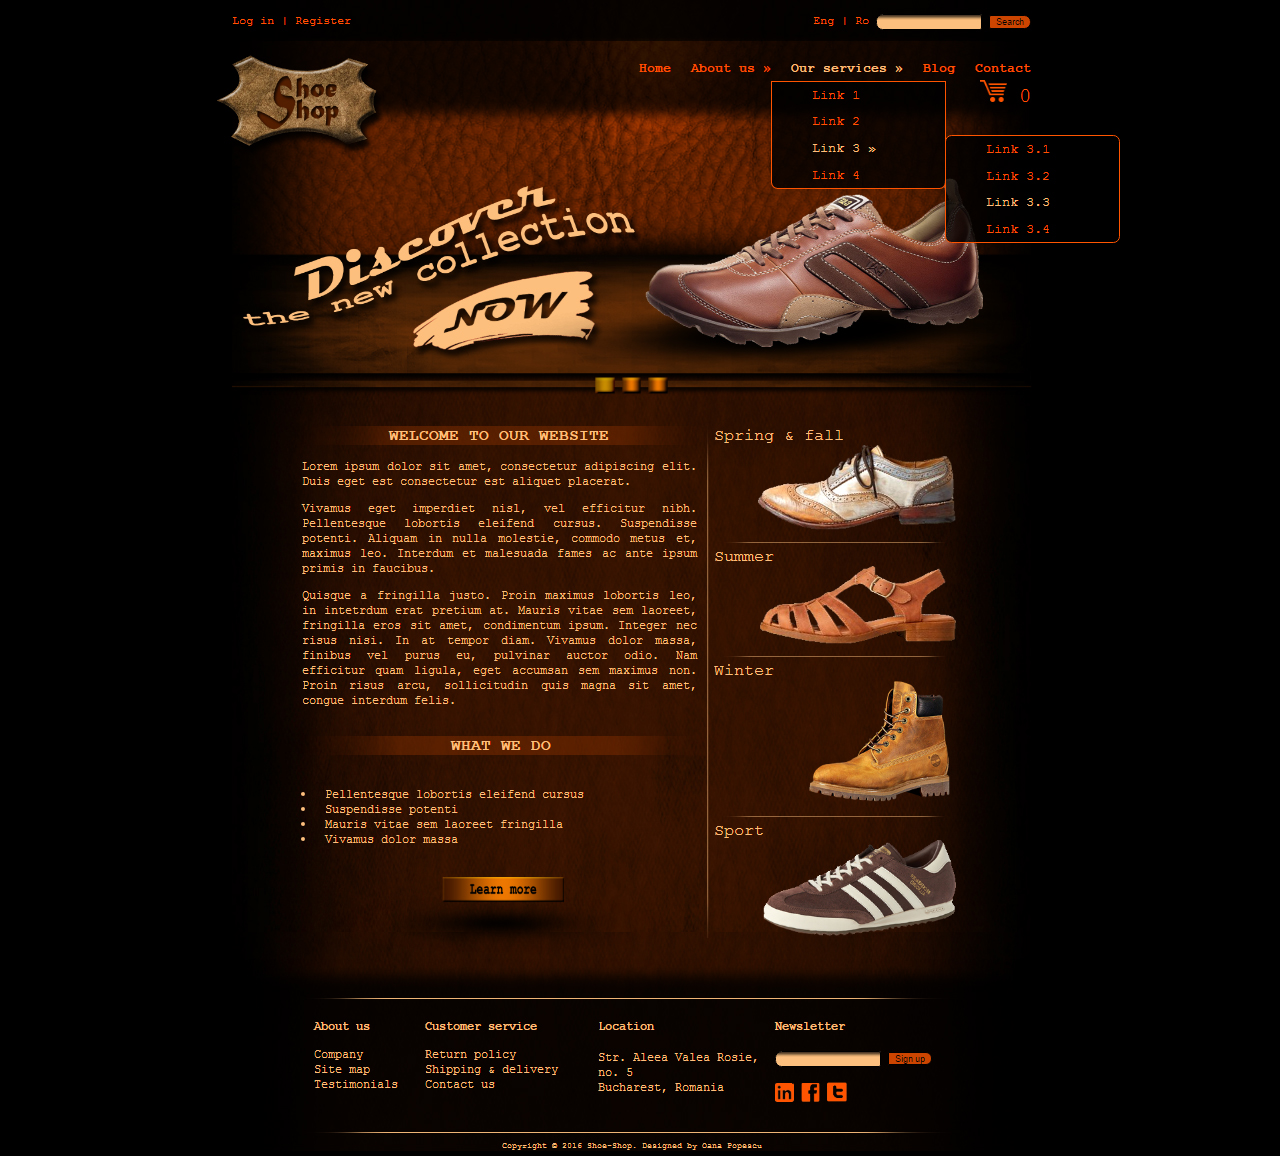 Log in | Register
Eng | Ro
Search
Shoe
Shop
Home
About us »
Our services »
Blog
Contact
0
Link 1
Link 2
Link 3 »
Link 4
Link 3.1
Link 3.2
Link 3.3
Link 3.4
Discover
the new collection
NOW
WELCOME TO OUR WEBSITE
Lorem ipsum dolor sit amet, consectetur adipiscing elit.
Duis eget est consectetur est aliquet placerat.
Vivamus eget imperdiet nisl, vel efficitur nibh.
Pellentesque lobortis eleifend cursus. Suspendisse
potenti. Aliquam in nulla molestie, commodo metus et,
maximus leo. Interdum et malesuada fames ac ante ipsum
primis in faucibus.
Quisque a fringilla justo. Proin maximus lobortis leo,
in intetrdum erat pretium at. Mauris vitae sem laoreet,
fringilla eros sit amet, condimentum ipsum. Integer nec
risus nisi. In at tempor diam. Vivamus dolor massa,
finibus vel purus eu, pulvinar auctor odio. Nam
efficitur quam ligula, eget accumsan sem maximus non.
Proin risus arcu, sollicitudin quis magna sit amet,
congue interdum felis.
WHAT WE DO
• Pellentesque lobortis eleifend cursus
• Suspendisse potenti
• Mauris vitae sem laoreet fringilla
• Vivamus dolor massa
Learn more
Spring & fall
Summer
Winter
Sport
About us
Company
Site map
Testimonials
Customer service
Return policy
Shipping & delivery
Contact us
Location
Str. Aleea Valea Rosie,
no. 5
Bucharest, Romania
Newsletter
Sign up
Copyright © 2016 Shoe-Shop. Designed by Oana Popescu